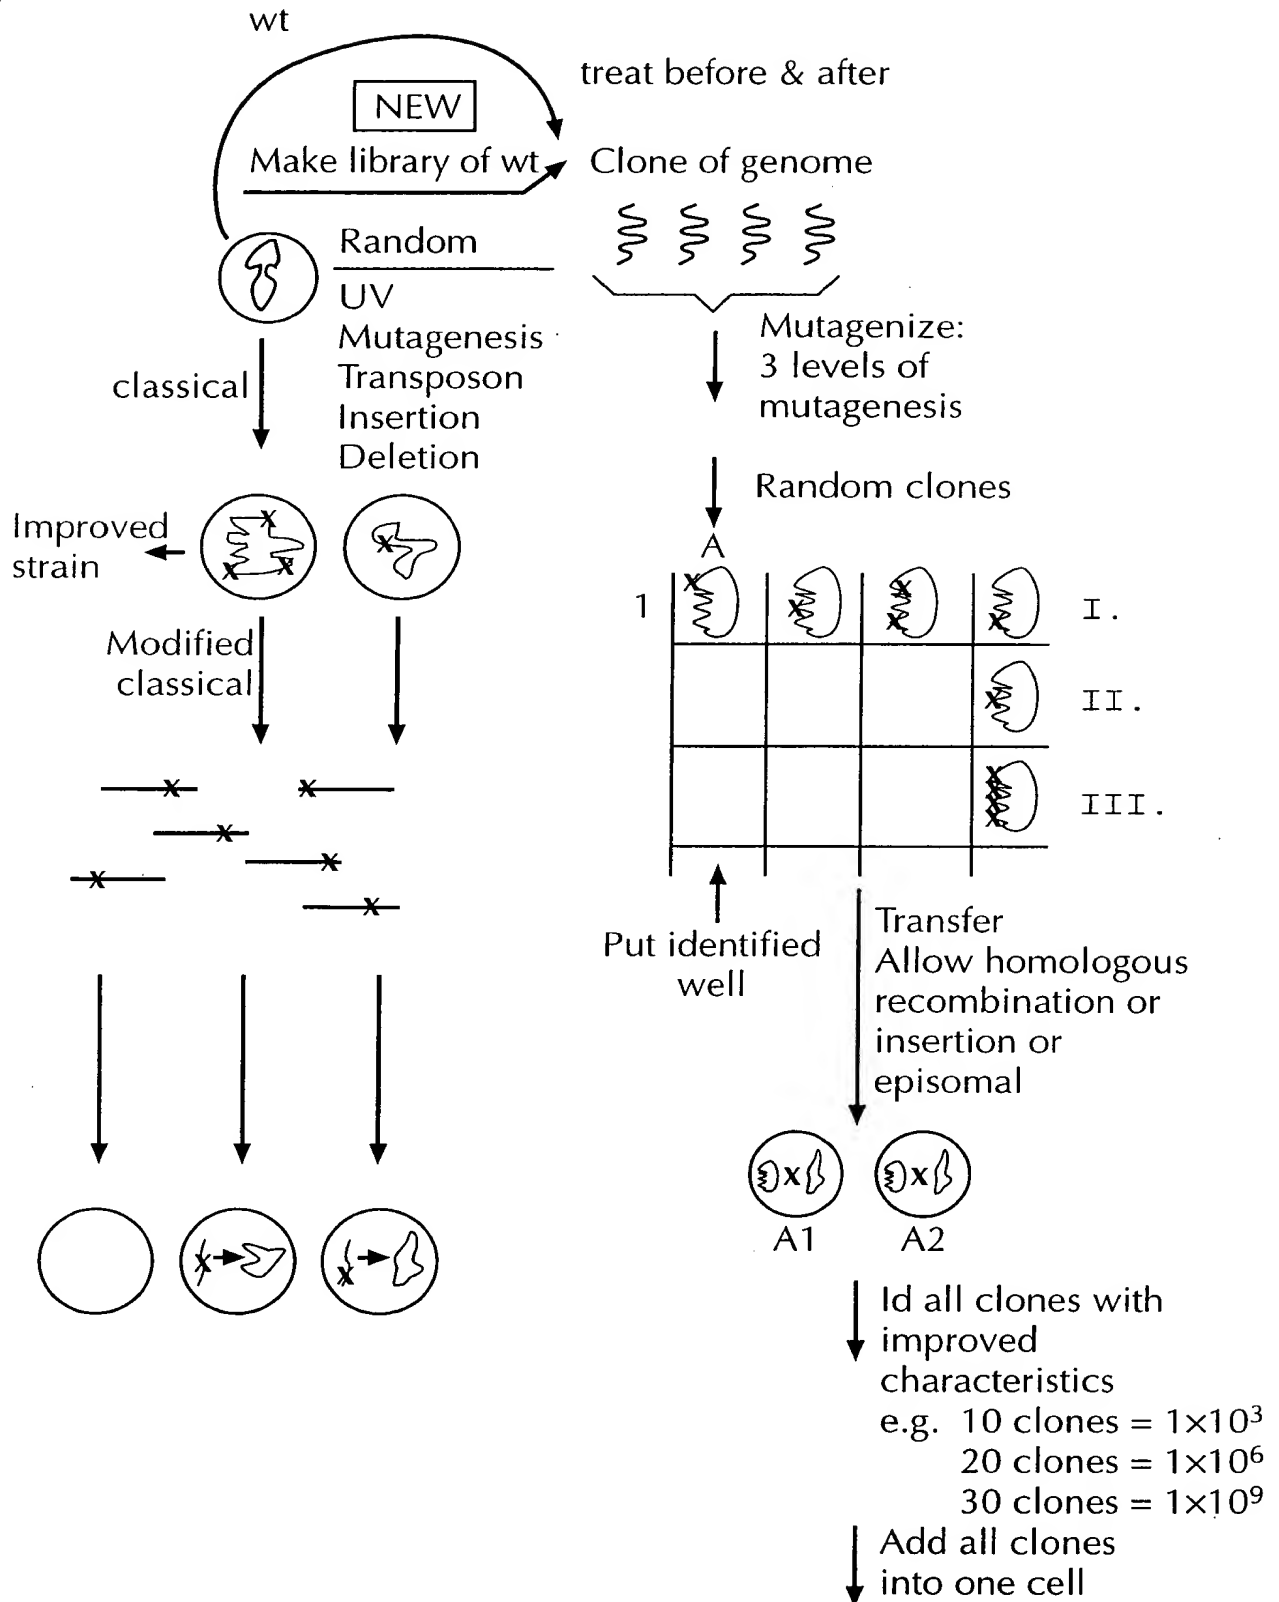 wt
treat before & after
NEW
Make library of wt
Clone of genome
Random
UV
Mutagenesis
Transposon
Insertion
Deletion
classical
Mutagenize:
3 levels of
mutagenesis
Random clones
Improved
strain
A
1
I.
II.
III.
Modified
classical
Put identified
well
Transfer
Allow homologous
recombination or
insertion or
episomal
A1
A2
Id all clones with
improved
characteristics
e.g. 10 clones = 1×10³
20 clones = 1×10⁶
30 clones = 1×10⁹
Add all clones
into one cell